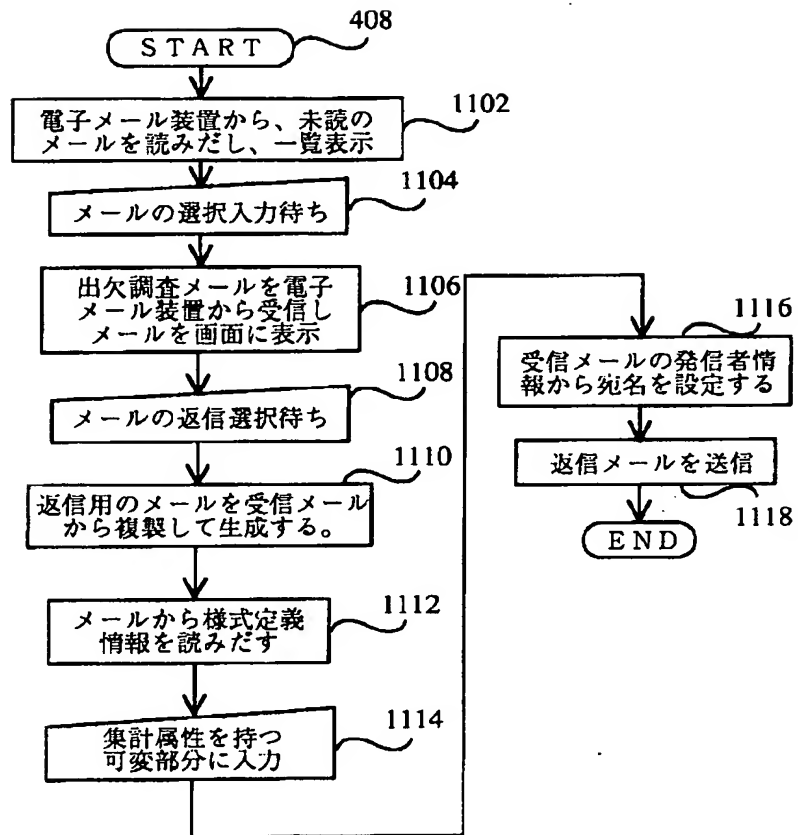 408
START
1102
電子メール装置から、未読の
メールを読みだし、一覧表示
1104
メールの選択入力待ち
1106
出欠調査メールを電子
メール装置から受信し
メールを画面に表示
1108
メールの返信選択待ち
1110
返信用のメールを受信メール
から複製して生成する。
1112
メールから様式定義
情報を読みだす
1114
集計属性を持つ
可変部分に入力
1116
受信メールの発信者情
報から宛名を設定する
返信メールを送信
1118
END